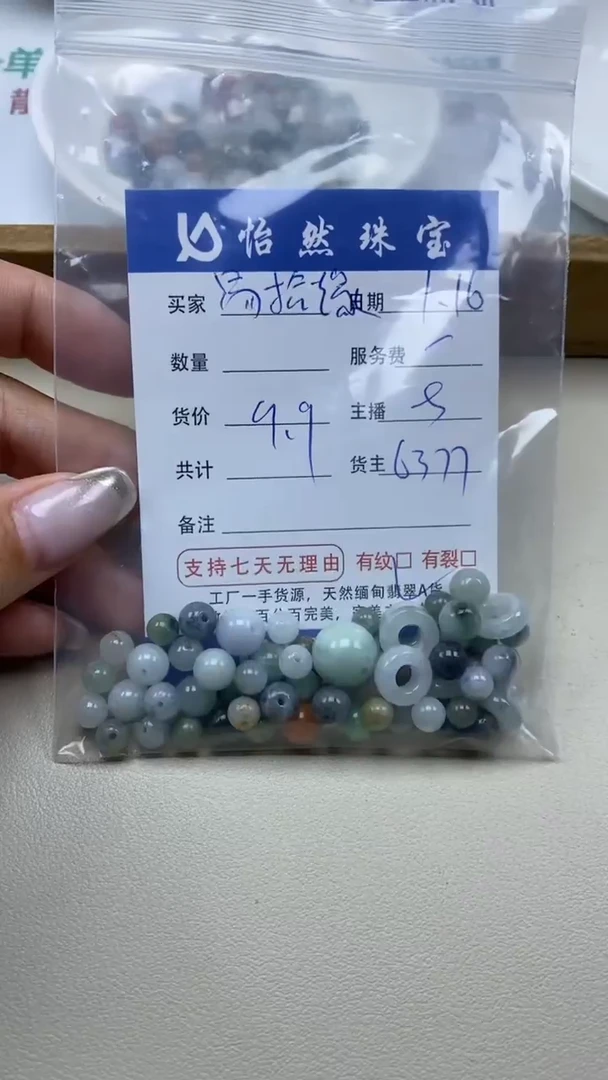 单
怡然珠宝
买家 日期 1.16
数量 服务费
货价 9.9 主播
共计 货主 6377
备注
支持七天无理由 有纹□ 有裂□
工厂一手货源，天然缅甸翡翠A货